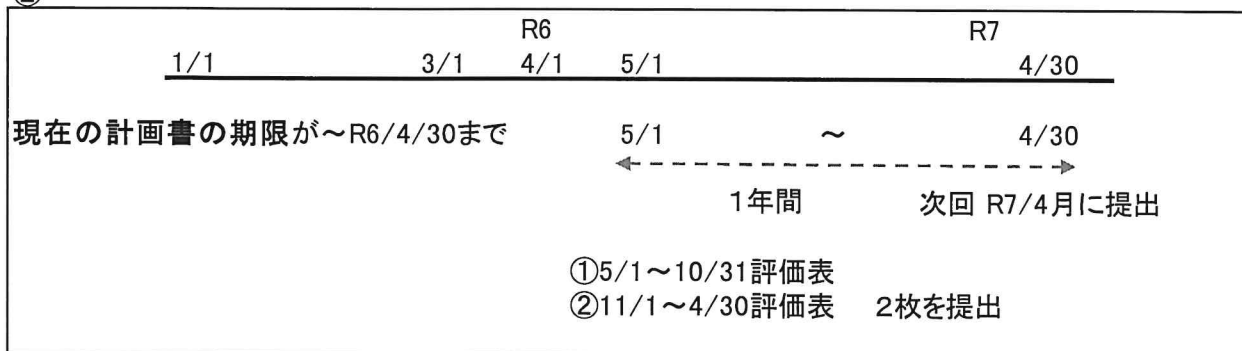 ②
R6 R7
1/1 3/1 4/1 5/1 4/30
現在の計画書の期限が～R6/4/30まで 5/1 ～ 4/30
1年間 次回 R7/4月に提出
①5/1～10/31評価表
②11/1～4/30評価表 2枚を提出